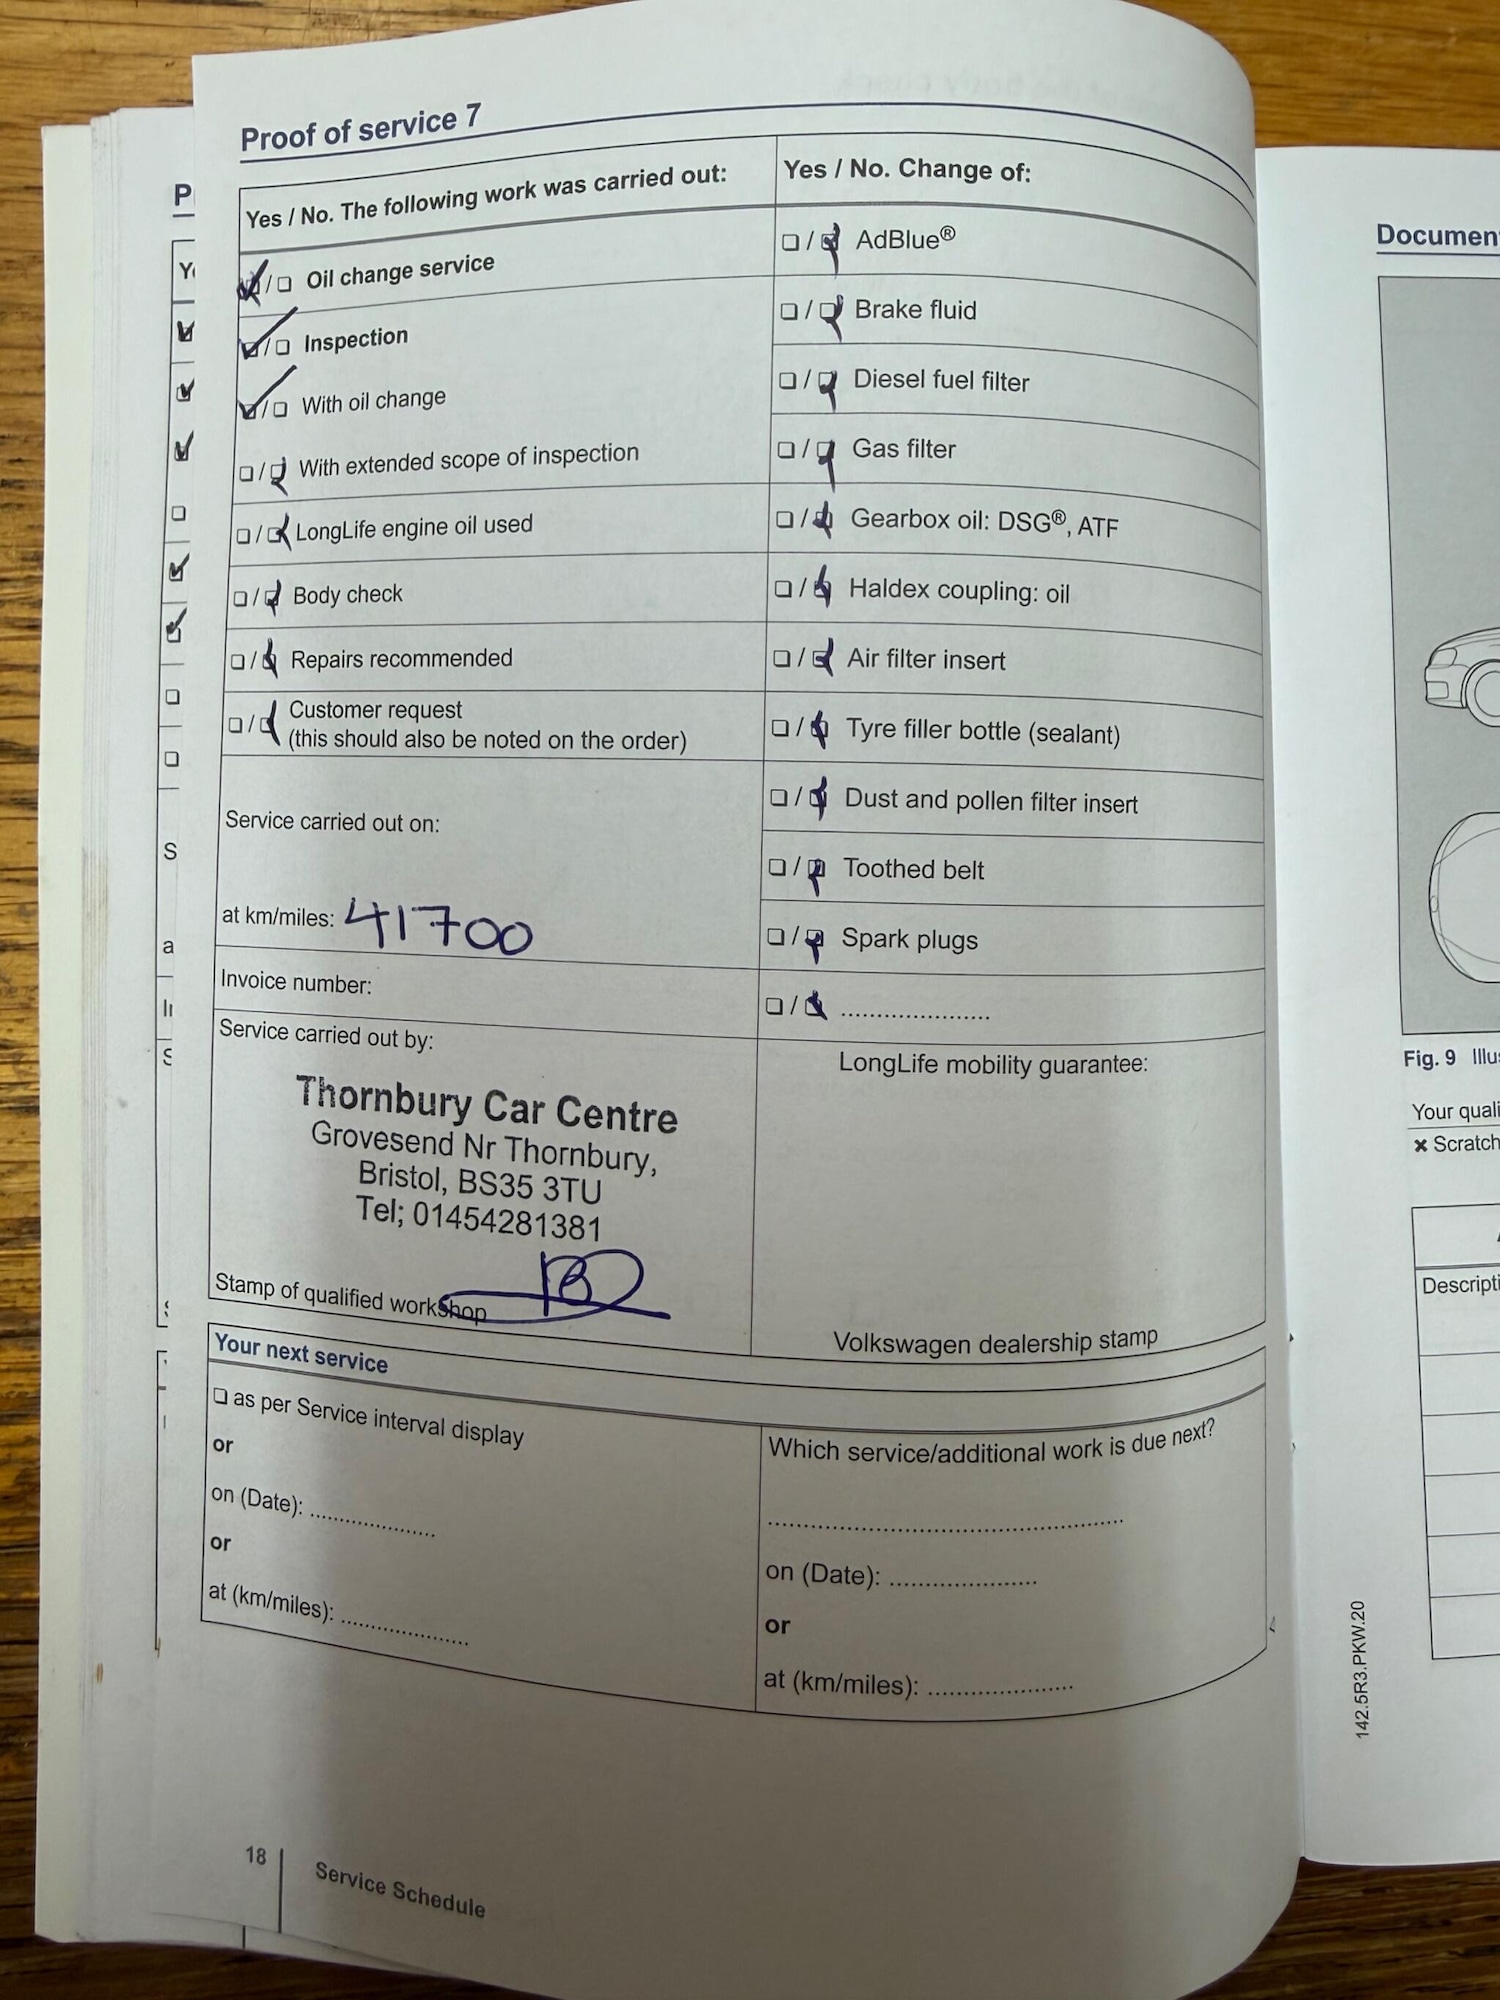 Proof of service 7
Yes / No. The following work was carried out:
Oil change service
Inspection
With oil change
With extended scope of inspection
LongLife engine oil used
Body check
Repairs recommended
Customer request
(this should also be noted on the order)
Service carried out on:
at km/miles: 41700
Invoice number:
Service carried out by:
Thornbury Car Centre
Grovesend Nr Thornbury,
Bristol, BS35 3TU
Tel; 01454281381
Stamp of qualified workshop
Yes / No. Change of:
AdBlue®
Brake fluid
Diesel fuel filter
Gas filter
Gearbox oil: DSG®, ATF
Haldex coupling: oil
Air filter insert
Tyre filler bottle (sealant)
Dust and pollen filter insert
Toothed belt
Spark plugs
....................
LongLife mobility guarantee:
Volkswagen dealership stamp
Your next service
as per Service interval display
or
on (Date): ..................
or
at (km/miles): ..................
Which service/additional work is due next?
..................................................
on (Date): ....................
or
at (km/miles): ....................
18
Service Schedule
Documen
Fig. 9 Illu
Your quali
× Scratch
Descripti
142.5R3.PKW.20